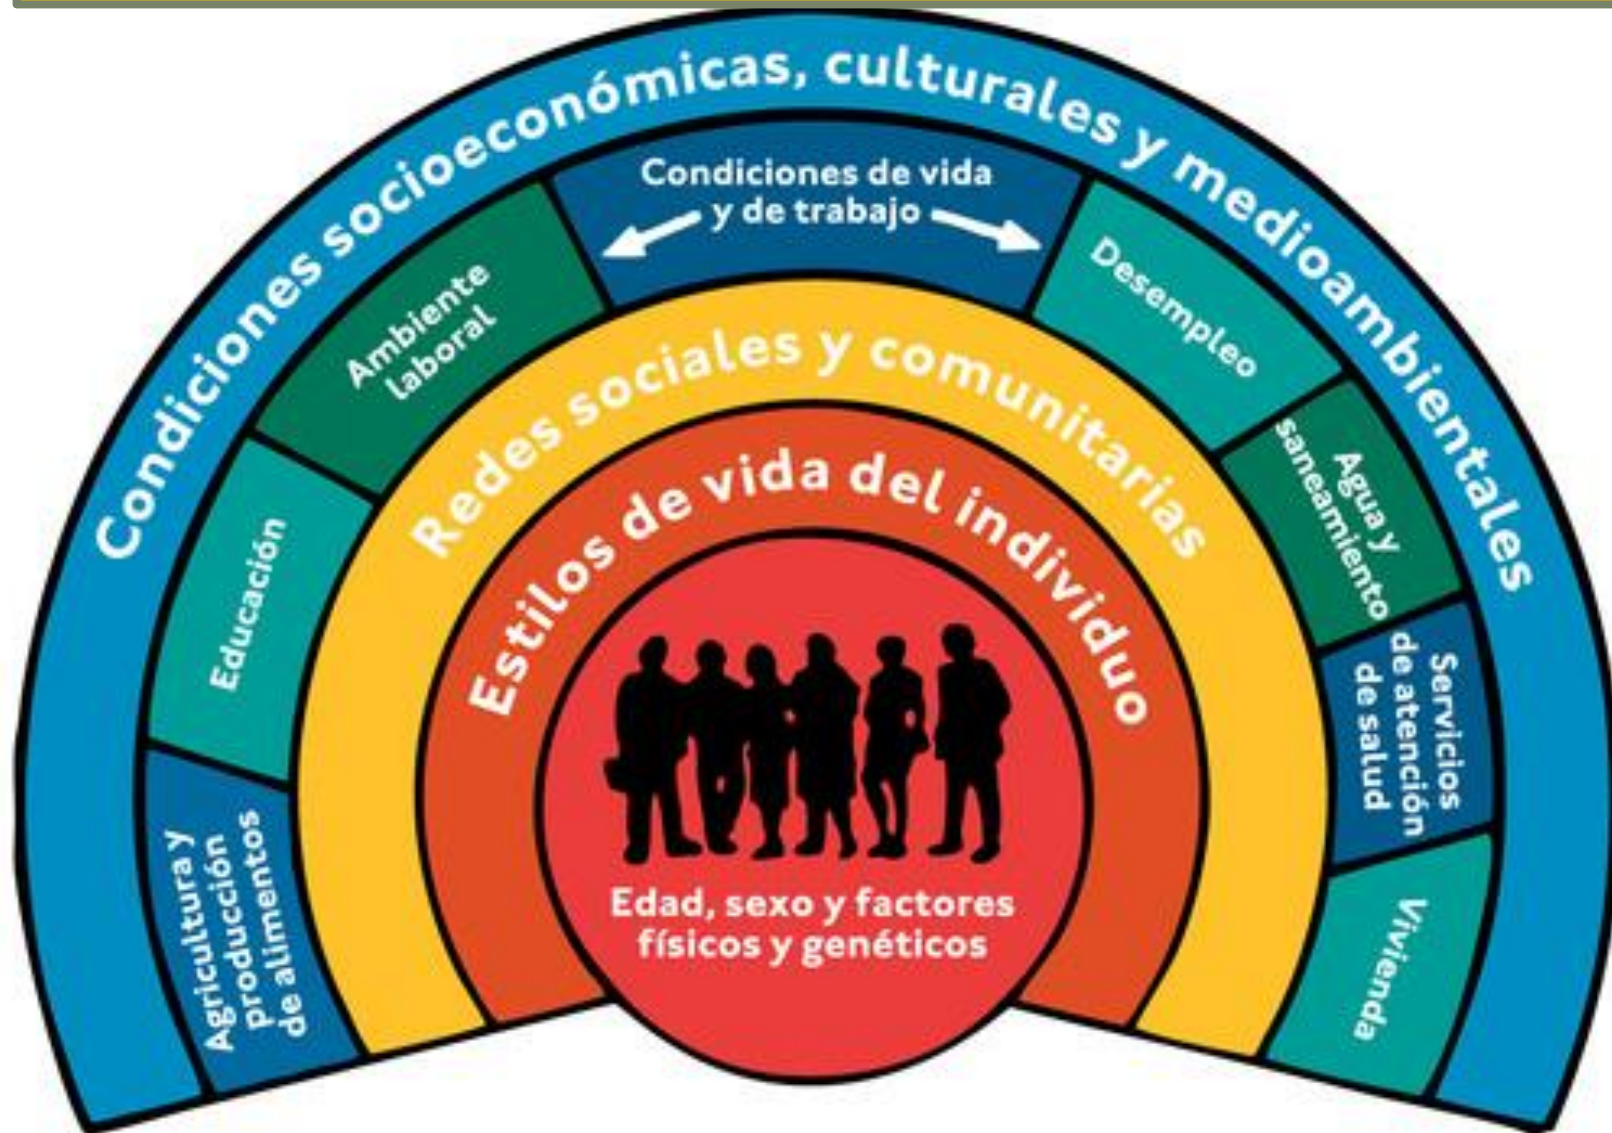 Condiciones socioeconómicas, culturales y medioambientales
Condiciones de vida
y de trabajo
Agricultura y
producción
de alimentos
Educación
Ambiente
laboral
Desempleo
Agua y
saneamiento
Servicios
de atención
de salud
Vivienda
Redes sociales y comunitarias
Estilos de vida del individuo
Edad, sexo y factores
físicos y genéticos